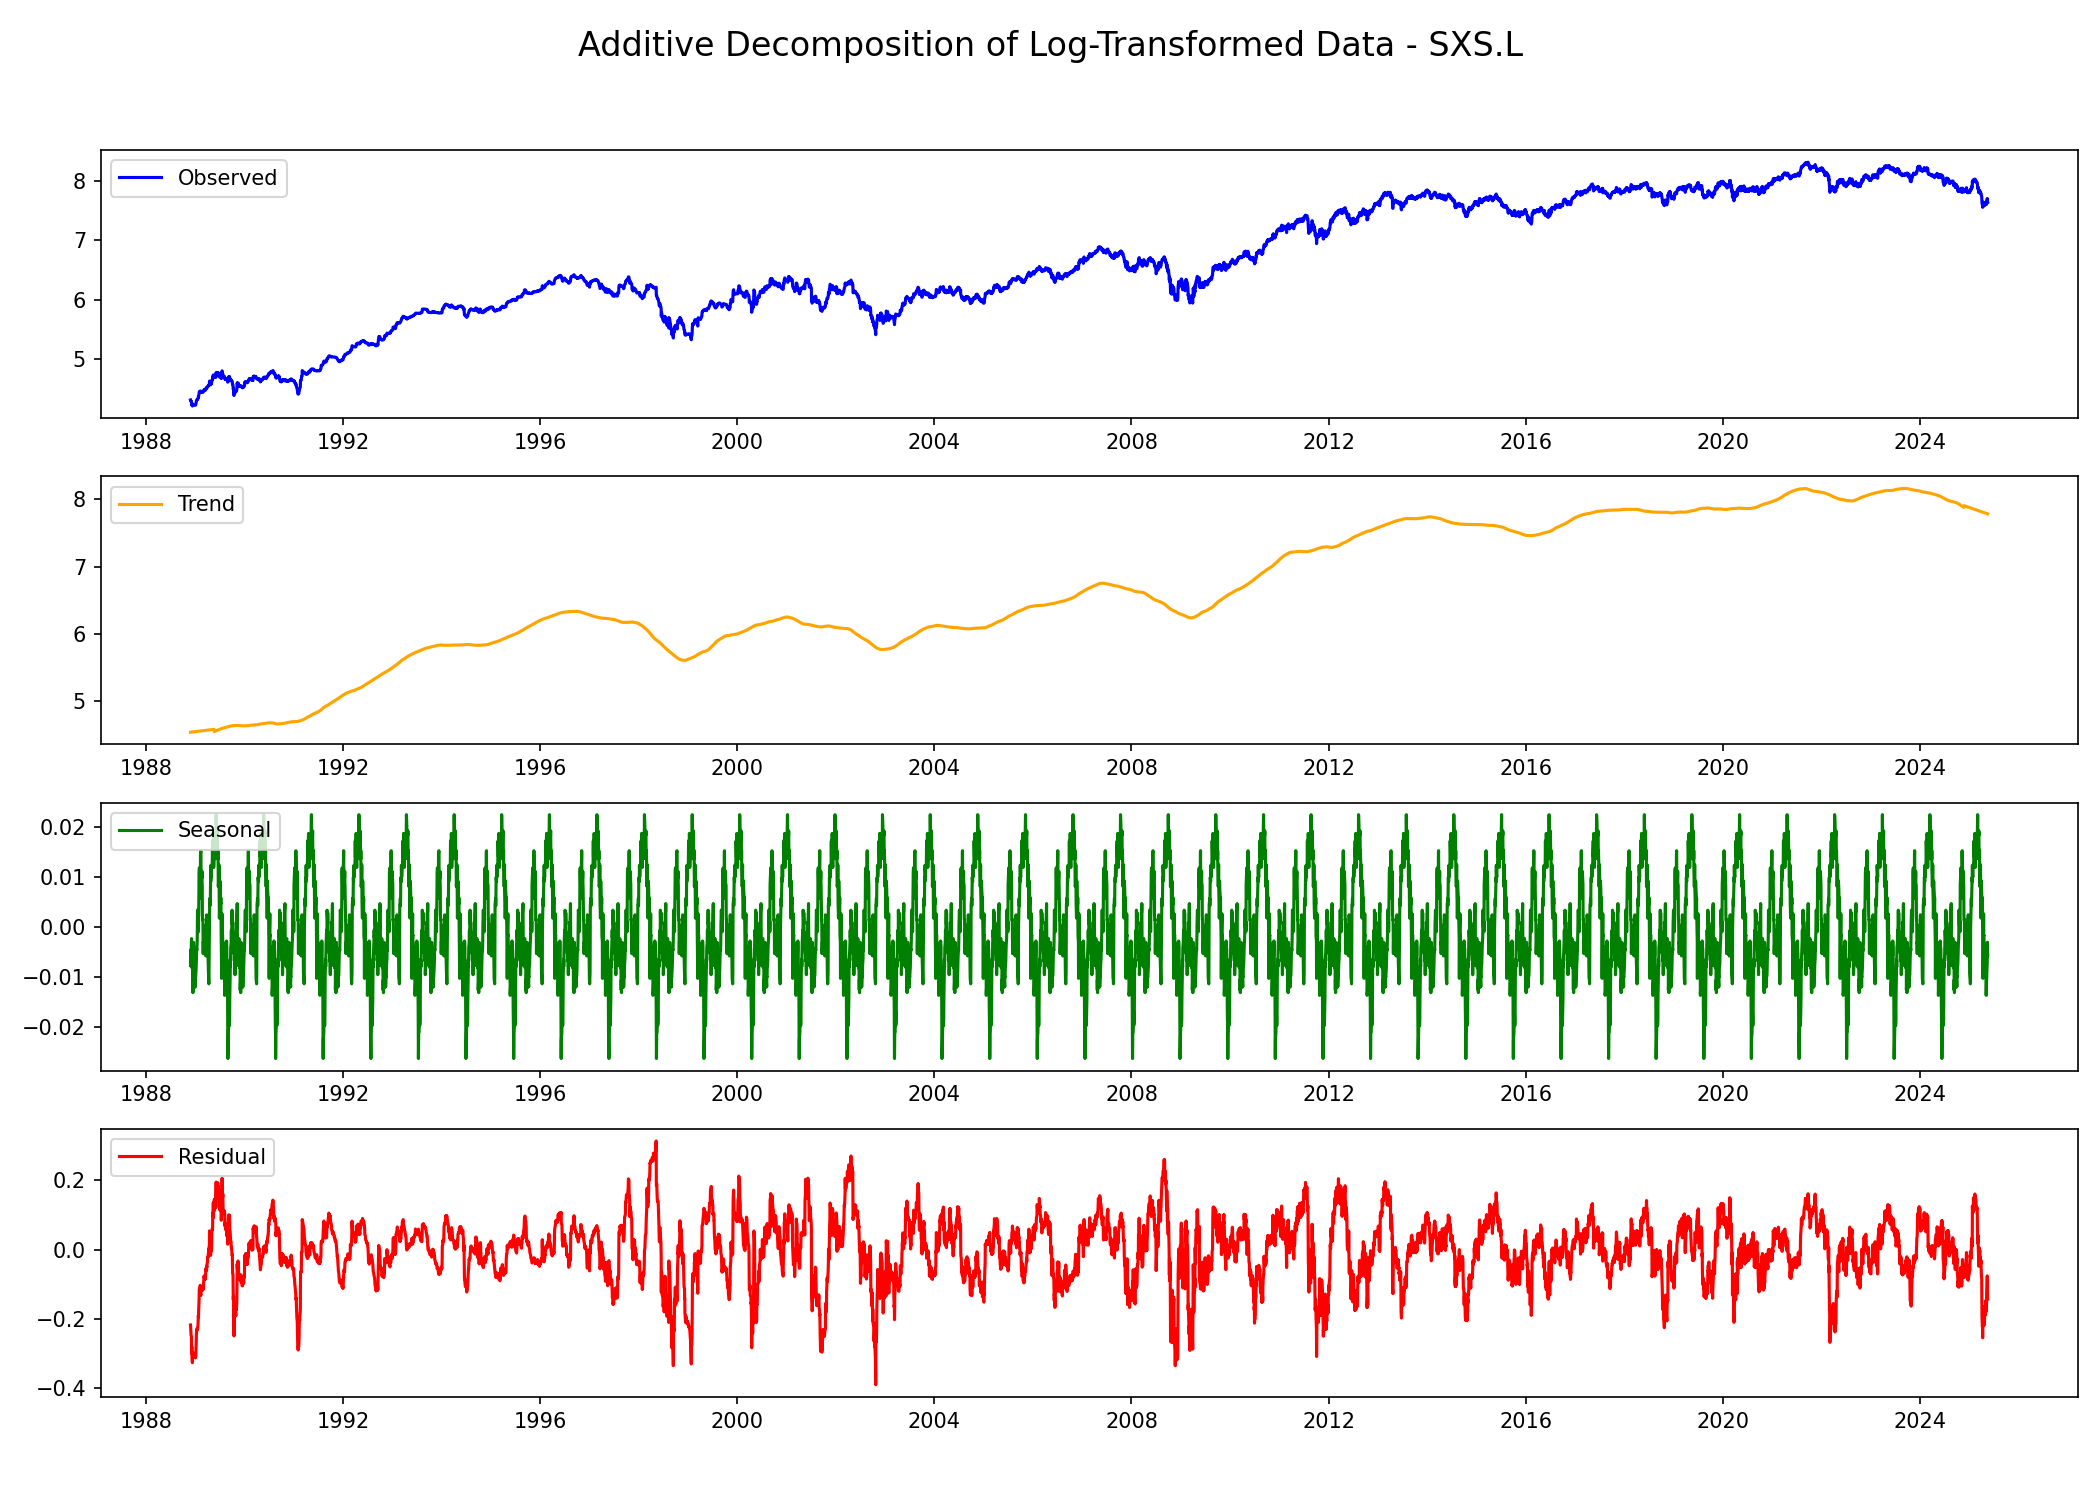 Additive Decomposition of Log-Transformed Data - SXS.L
Observed
8
7
6
5
1988 1992 1996 2000 2004 2008 2012 2016 2020 2024
Trend
8
7
6
5
1988 1992 1996 2000 2004 2008 2012 2016 2020 2024
Seasonal
0.02
0.01
0.00
−0.01
−0.02
1988 1992 1996 2000 2004 2008 2012 2016 2020 2024
Residual
0.2
0.0
−0.2
−0.4
1988 1992 1996 2000 2004 2008 2012 2016 2020 2024